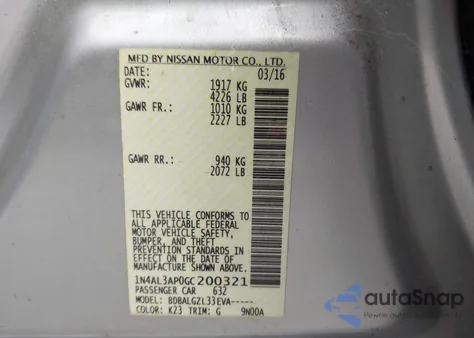 MFD BY NISSAN MOTOR CO., LTD.
DATE: 03/16
GVWR: 1917 KG
4226 LB
GAWR FR: 1010 KG
2227 LB
GAWR RR: 940 KG
2072 LB
THIS VEHICLE CONFORMS TO
ALL APPLICABLE FEDERAL
MOTOR VEHICLE SAFETY,
BUMPER, AND THEFT
PREVENTION STANDARDS IN
EFFECT ON THE DATE OF
MANUFACTURE SHOWN ABOVE.
1N4AL3AP0GC200321
PASSENGER CAR 632
MODEL: BDBALGZL33EVA-----
COLOR: K23 TRIM: G 9N00A
autoSnap